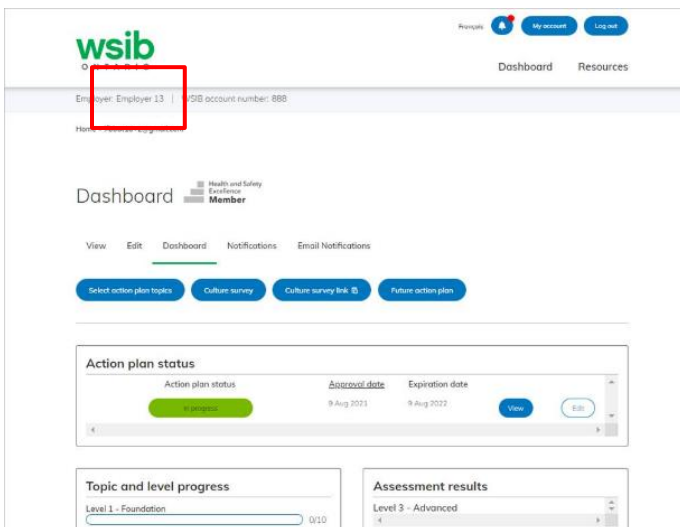 Français My account Log out
wsib
ONTARIO
Dashboard Resources
Employer: Employer 13 | WSIB account number: 888
Home
Dashboard
Health and Safety
Excellence
Member
View Edit Dashboard Notifications Email Notifications
Select action plan topics Culture survey Culture survey link Future action plan
Action plan status
Action plan status Approval date Expiration date
In progress 9 Aug 2021 9 Aug 2022 View Edit
Topic and level progress
Level 1 - Foundation
0/10
Assessment results
Level 3 - Advanced